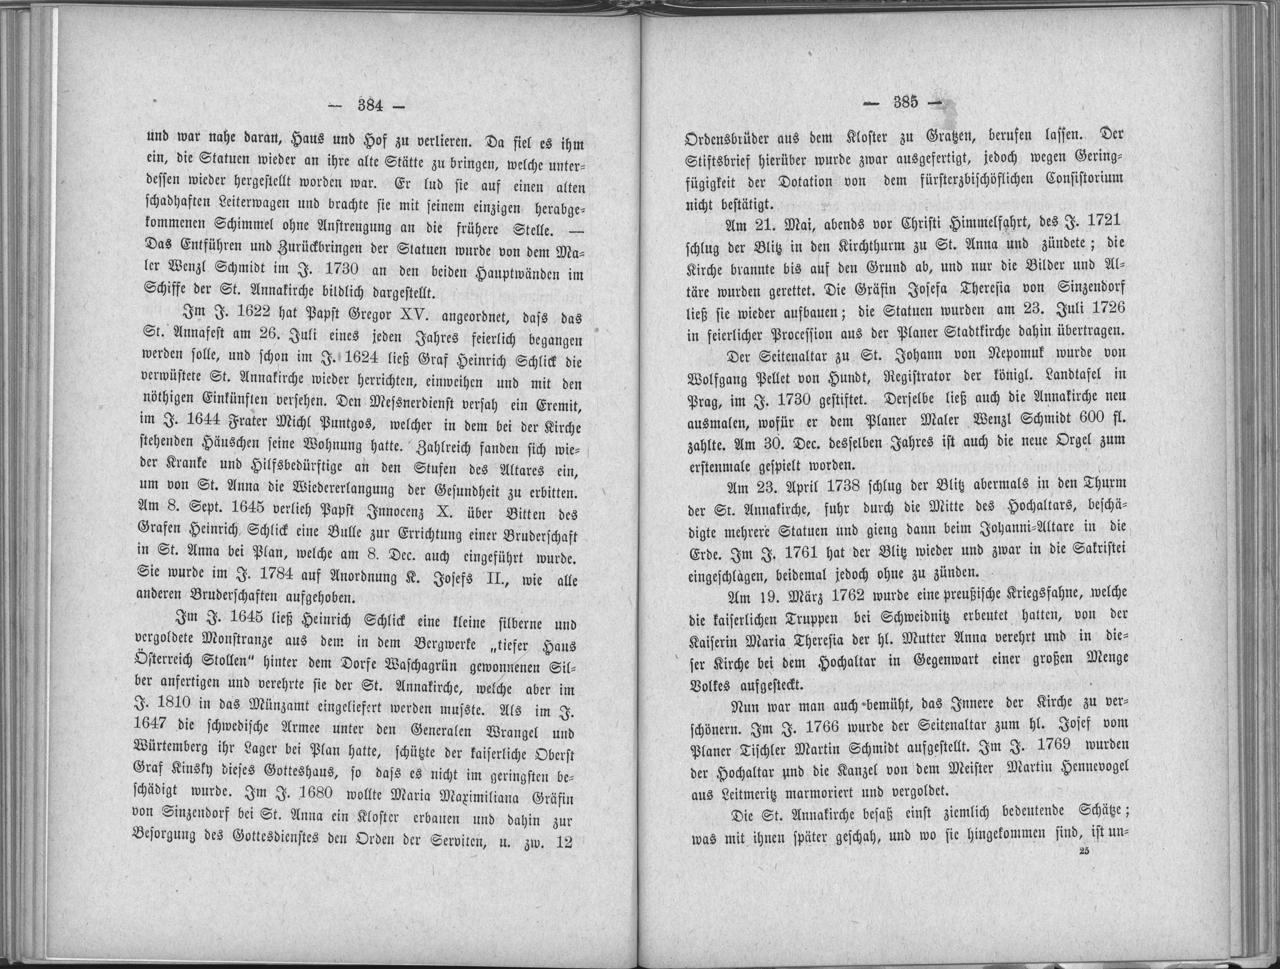 — 384 —
und war nahe daran, Haus und Hof zu verlieren. Da fiel es ihm
ein, die Statuen wieder an ihre alte Stätte zu bringen, welche unter-
dessen wieder hergestellt worden war. Er lud sie auf einen alten
schadhaften Leiterwagen und brachte sie mit seinem einzigen herabge-
kommenen Schimmel ohne Anstrengung an die frühere Stelle. —
Das Entführen und Zurückbringen der Statuen wurde von dem Ma-
ler Wenzl Schmidt im J. 1730 an den beiden Hauptwänden im
Schiffe der St. Annakirche bildlich dargestellt.
Im J. 1622 hat Papst Gregor XV. angeordnet, daſs das
St. Annafest am 26. Juli eines jeden Jahres feierlich begangen
werden solle, und schon im J. 1624 ließ Graf Heinrich Schlick die
verwüstete St. Annakirche wieder herrichten, einweihen und mit den
nöthigen Einkünften versehen. Den Messnerdienst versah ein Eremit,
im J. 1644 Frater Michl Puntgos, welcher in dem bei der Kirche
stehenden Häuschen seine Wohnung hatte. Zahlreich fanden sich wie-
der Kranke und Hilfsbedürftige an den Stufen des Altares ein,
um von St. Anna die Wiedererlangung der Gesundheit zu erbitten.
Am 8. Sept. 1645 verlieh Papst Innocenz X. über Bitten des
Grafen Heinrich Schlick eine Bulle zur Errichtung einer Bruderschaft
in St. Anna bei Plan, welche am 8. Dec. auch eingeführt wurde.
Sie wurde im J. 1784 auf Anordnung K. Josefs II., wie alle
anderen Bruderschaften aufgehoben.
Im J. 1645 ließ Heinrich Schlick eine kleine silberne und
vergoldete Monstranze aus dem in dem Bergwerke „tiefer Haus
Österreich Stollen“ hinter dem Dorfe Waschagrün gewonnenen Sil-
ber anfertigen und verehrte sie der St. Annakirche, welche aber im
J. 1810 in das Münzamt eingeliefert werden musste. Als im J.
1647 die schwedische Armee unter den Generalen Wrangel und
Würtemberg ihr Lager bei Plan hatte, schützte der kaiserliche Oberst
Graf Kinsky dieses Gotteshaus, so daſs es nicht im geringsten be-
schädigt wurde. Im J. 1680 wollte Maria Maximiliana Gräfin
von Sinzendorf bei St. Anna ein Kloster erbauen und dahin zur
Besorgung des Gottesdienstes den Orden der Serviten, u. zw. 12
— 385 —
Ordensbrüder aus dem Kloster zu Gratzen, berufen lassen. Der
Stiftsbrief hierüber wurde zwar ausgefertigt, jedoch wegen Gering-
fügigkeit der Dotation von dem fürsterzbischöflichen Consistorium
nicht bestätigt.
Am 21. Mai, abends vor Christi Himmelfahrt, des J. 1721
schlug der Blitz in den Kirchthurm zu St. Anna und zündete; die
Kirche brannte bis auf den Grund ab, und nur die Bilder und Al-
täre wurden gerettet. Die Gräfin Josefa Theresia von Sinzendorf
ließ sie wieder aufbauen; die Statuen wurden am 23. Juli 1726
in feierlicher Procession aus der Planer Stadtkirche dahin übertragen.
Der Seitenaltar zu St. Johann von Nepomuk wurde von
Wolfgang Pellet von Hundt, Registrator der königl. Landtafel in
Prag, im J. 1730 gestiftet. Derselbe ließ auch die Annakirche neu
ausmalen, wofür er dem Planer Maler Wenzl Schmidt 600 fl.
zahlte. Am 30. Dec. desselben Jahres ist auch die neue Orgel zum
erstenmale gespielt worden.
Am 23. April 1738 schlug der Blitz abermals in den Thurm
der St. Annakirche, fuhr durch die Mitte des Hochaltars, beschä-
digte mehrere Statuen und gieng dann beim Johanni-Altare in die
Erde. Im J. 1761 hat der Blitz wieder und zwar in die Sakristei
eingeschlagen, beidemal jedoch ohne zu zünden.
Am 19. März 1762 wurde eine preußische Kriegsfahne, welche
die kaiserlichen Truppen bei Schweidnitz erbeutet hatten, von der
Kaiserin Maria Theresia der hl. Mutter Anna verehrt und in die-
ser Kirche bei dem Hochaltar in Gegenwart einer großen Menge
Volkes aufgesteckt.
Nun war man auch bemüht, das Innere der Kirche zu ver-
schönern. Im J. 1766 wurde der Seitenaltar zum hl. Josef vom
Planer Tischler Martin Schmidt aufgestellt. Im J. 1769 wurden
der Hochaltar und die Kanzel von dem Meister Martin Hennevogel
aus Leitmeritz marmoriert und vergoldet.
Die St. Annakirche besaß einst ziemlich bedeutende Schätze;
was mit ihnen später geschah, und wo sie hingekommen sind, ist un-
25